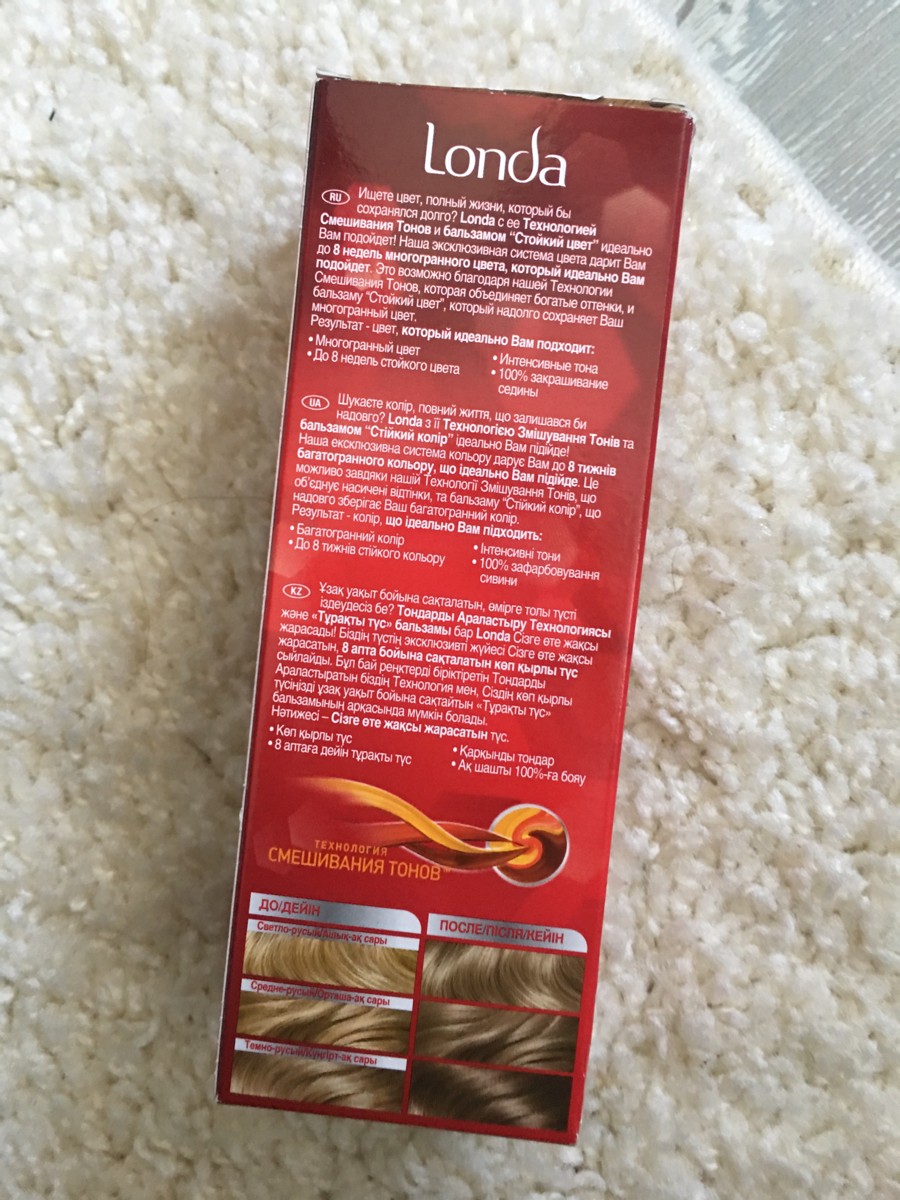 Londa
RU Ищете цвет, полный жизни, который бы
сохранялся долго? Londa с ее Технологией
Смешивания Тонов и бальзамом “Стойкий цвет” идеально
Вам подойдет! Наша эксклюзивная система цвета дарит Вам
до 8 недель многогранного цвета, который идеально Вам
подойдет. Это возможно благодаря нашей Технологии
Смешивания Тонов, которая объединяет богатые оттенки, и
бальзаму “Стойкий цвет”, который надолго сохраняет Ваш
многогранный цвет.
Результат - цвет, который идеально Вам подходит:
• Многогранный цвет
• До 8 недель стойкого цвета
• Интенсивные тона
• 100% закрашивание
седины
UA Шукаєте колір, повний життя, що залишався би
надовго? Londa з її Технологією Змішування Тонів та
бальзамом “Стійкий колір” ідеально Вам підійде!
Наша ексклюзивна система кольору дарує Вам до 8 тижнів
багатогранного кольору, що ідеально Вам підійде. Це
можливо завдяки нашій Технології Змішування Тонів, що
об'єднує насичені відтінки, та бальзаму “Стійкий колір”, що
надовго зберігає Ваш багатогранний колір.
Результат - колір, що ідеально Вам підходить:
• Багатогранний колір
• До 8 тижнів стійкого кольору
• Інтенсивні тони
• 100% зафарбовування
сивини
KZ Ұзақ уақыт бойына сақталатын, өмірге толы түсті
іздеудесіз бе? Тондарды Араластыру Технологиясы
және «Тұрақты түс» бальзамы бар Londa Сізге өте жақсы
жарасады! Біздің түстің эксклюзивті жүйесі Сізге өте жақсы
жарасатын, 8 апта бойына сақталатын көп қырлы түс
сыйлайды. Бұл бай реңктерді біріктіретін Тондарды
Араластыратын біздің Технология мен, Сіздің көп қырлы
түсіңізді ұзақ уақыт бойына сақтайтын «Тұрақты түс»
бальзамының арқасында мүмкін болады.
Нәтижесі – Сізге өте жақсы жарасатын түс.
• Көп қырлы түс
• 8 аптаға дейін тұрақты түс
• Қарқынды тондар
• Ақ шашты 100%-ға бояу
ТЕХНОЛОГИЯ
СМЕШИВАНИЯ ТОНОВ™
ДО/ДЕЙІН
ПОСЛЕ/ПІСЛЯ/КЕЙІН
Светло-русый/Ашық-ақ сары
Средне-русый/Орташа-ақ сары
Темно-русый/Күңгірт-ақ сары